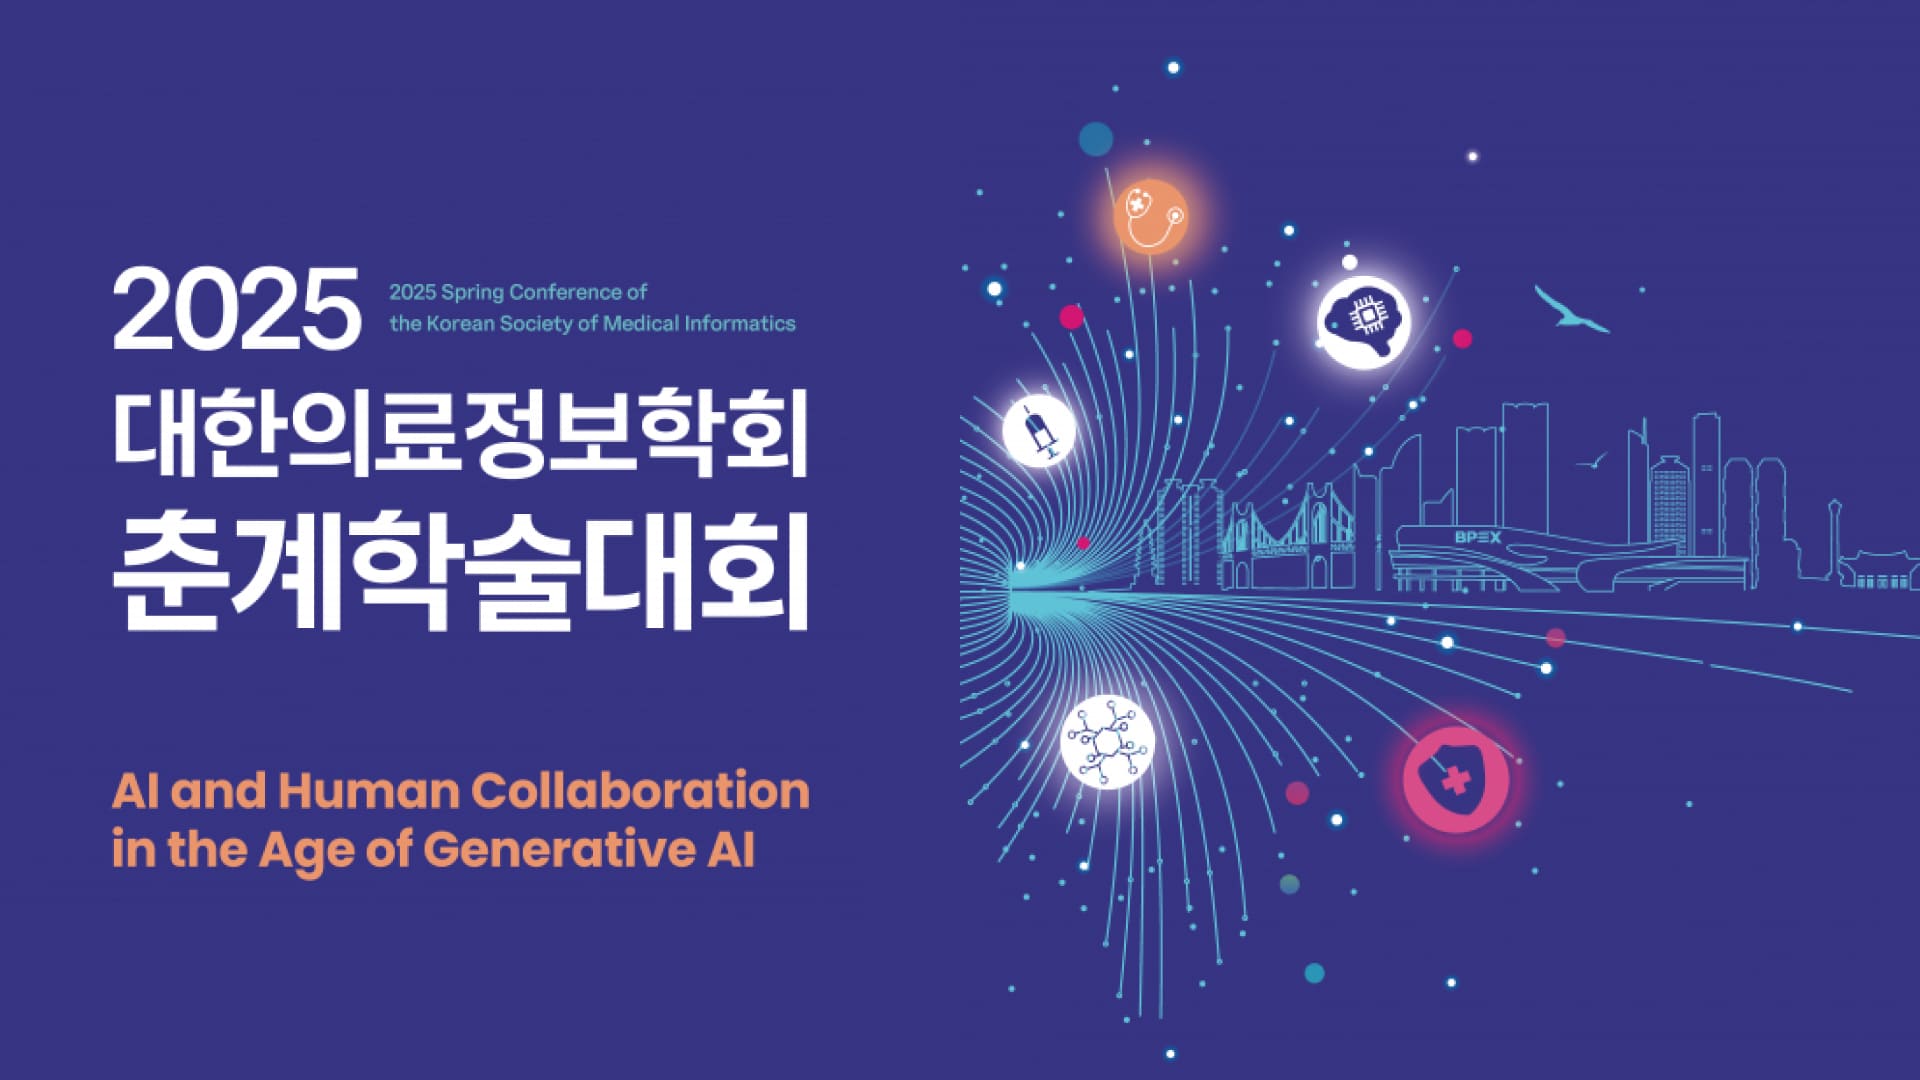 2025
2025 Spring Conference of
the Korean Society of Medical Informatics
대한의료정보학회
춘계학술대회
AI and Human Collaboration
in the Age of Generative AI
BPEX